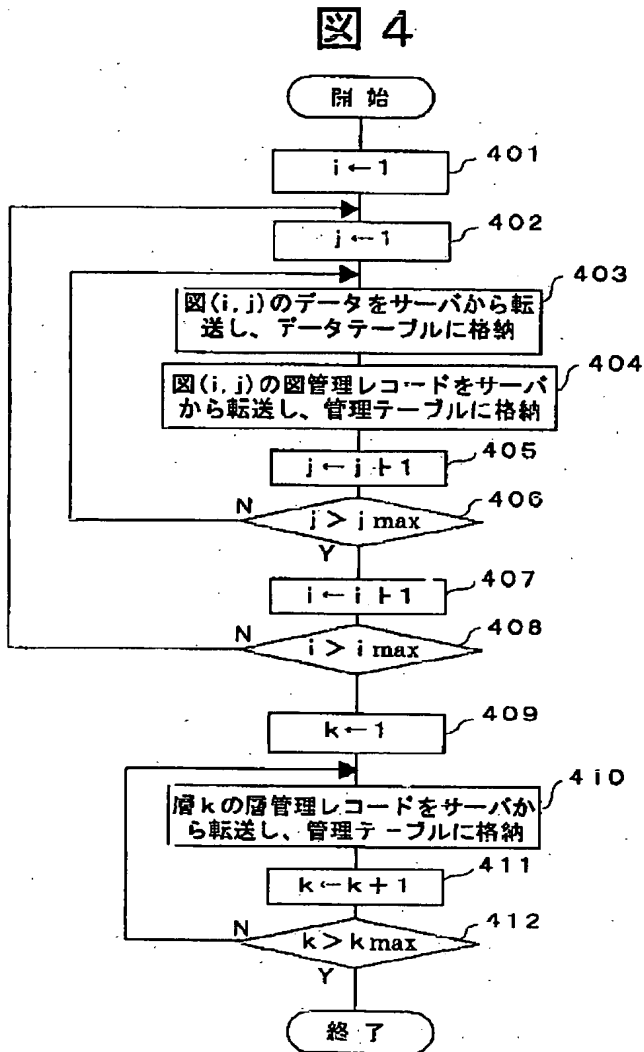 図4
開始
i←1
401
j←1
402
403
図(i,j)のデータをサーバから転
送し、データテーブルに格納
404
図(i,j)の図管理レコードをサーバ
から転送し、管理テーブルに格納
405
j←j+1
406
N
j>jmax
Y
407
i←i+1
408
N
i>imax
409
k←1
410
層kの層管理レコードをサーバか
ら転送し、管理テーブルに格納
411
k←k+1
412
N
k>kmax
Y
終了